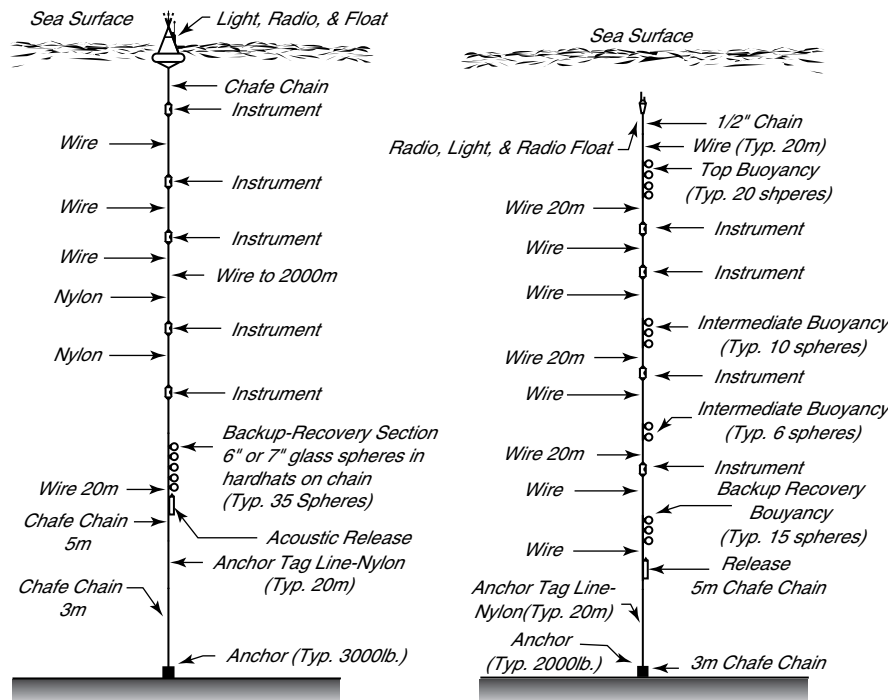 Sea Surface
Light, Radio, & Float
Chafe Chain
Instrument
Wire
Instrument
Wire
Instrument
Wire
Wire to 2000m
Nylon
Instrument
Nylon
Instrument
Backup-Recovery Section
6" or 7" glass spheres in
hardhats on chain
(Typ. 35 Spheres)
Wire 20m
Chafe Chain
5m
Acoustic Release
Anchor Tag Line-Nylon
(Typ. 20m)
Chafe Chain
3m
Anchor (Typ. 3000lb.)
Sea Surface
1/2" Chain
Radio, Light, & Radio Float
Wire (Typ. 20m)
Top Buoyancy
(Typ. 20 shperes)
Wire 20m
Instrument
Wire
Instrument
Wire
Intermediate Buoyancy
(Typ. 10 spheres)
Wire 20m
Instrument
Wire
Intermediate Buoyancy
(Typ. 6 spheres)
Wire 20m
Instrument
Wire
Backup Recovery
Bouyancy
(Typ. 15 spheres)
Wire
Release
5m Chafe Chain
Anchor Tag Line-
Nylon(Typ. 20m)
Anchor
(Typ. 2000lb.)
3m Chafe Chain